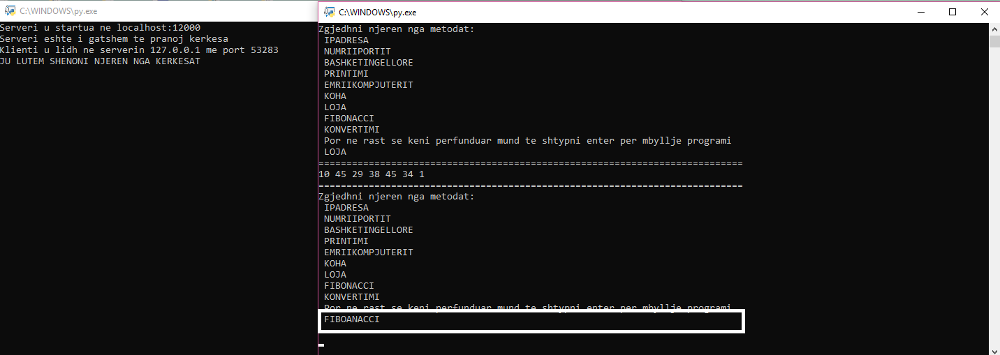 C:\WINDOWS\py.exe
Serveri u startua ne localhost:12000
Serveri eshte i gatshem te pranoj kerkesa
Klienti u lidh ne serverin 127.0.0.1 me port 53283
JU LUTEM SHENONI NJEREN NGA KERKESAT
C:\WINDOWS\py.exe
Zgjedhni njeren nga metodat:
IPADRESA
NUMRIIPORTIT
BASHKETINGELLORE
PRINTIMI
EMRIIKOMPJUTERIT
KOHA
LOJA
FIBONACCI
KONVERTIMI
Por ne rast se keni perfunduar mund te shtypni enter per mbyllje programi
LOJA
============================================================================
10 45 29 38 45 34 1
============================================================================
Zgjedhni njeren nga metodat:
IPADRESA
NUMRIIPORTIT
BASHKETINGELLORE
PRINTIMI
EMRIIKOMPJUTERIT
KOHA
LOJA
FIBONACCI
KONVERTIMI
Por ne rast se keni perfunduar mund te shtypni enter per mbyllje programi
FIBOANACCI